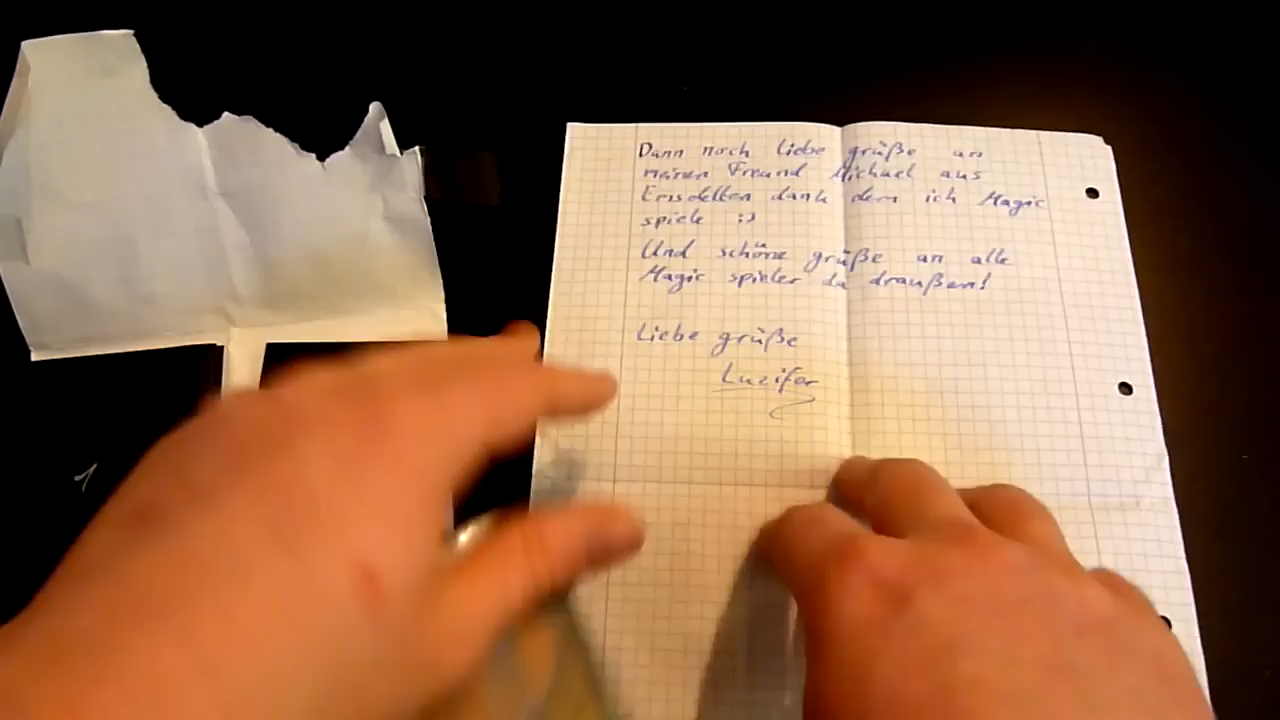 Dann noch liebe grüße an
meinen Freund Michael aus
Emsdetten dank dem ich Magic
spiele :)
Und schöne grüße an alle
Magic spieler da draußen!
Liebe grüße
Luzifer